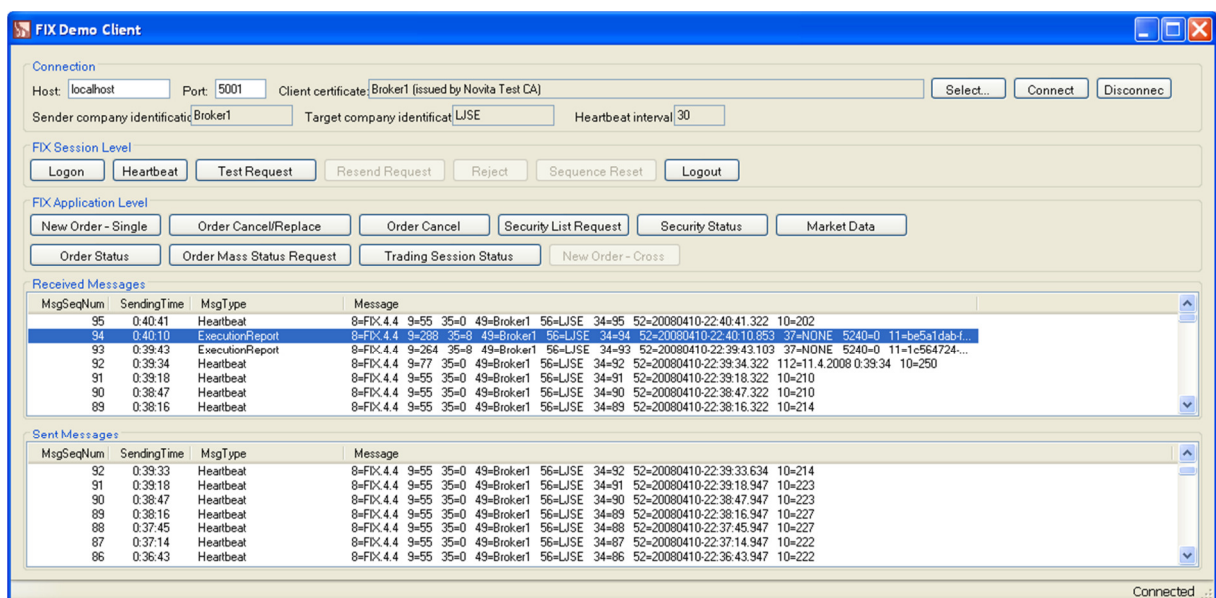 FIX Demo Client
Connection
Host: localhost Port: 5001 Client certificate: Broker1 (issued by Novita Test CA) Select... Connect Disconnec
Sender company identificatic Broker1 Target company identificat LJSE Heartbeat interval 30
FIX Session Level
Logon Heartbeat Test Request Resend Request Reject Sequence Reset Logout
FIX Application Level
New Order - Single Order Cancel/Replace Order Cancel Security List Request Security Status Market Data
Order Status Order Mass Status Request Trading Session Status New Order - Cross
Received Messages
MsgSeqNum SendingTime MsgType Message
95 0:40:41 Heartbeat 8=FIX.4.4 9=55 35=0 49=Broker1 56=LJSE 34=95 52=20080410-22:40:41.322 10=202
94 0:40:10 ExecutionReport 8=FIX.4.4 9=288 35=8 49=Broker1 56=LJSE 34=94 52=20080410-22:40:10.853 37=NONE 5240=0 11=be5a1dab-f...
93 0:39:43 ExecutionReport 8=FIX.4.4 9=264 35=8 49=Broker1 56=LJSE 34=93 52=20080410-22:39:43.103 37=NONE 5240=0 11=1c564724-...
92 0:39:34 Heartbeat 8=FIX.4.4 9=77 35=0 49=Broker1 56=LJSE 34=92 52=20080410-22:39:34.322 112=11.4.2008 0:39:34 10=250
91 0:39:18 Heartbeat 8=FIX.4.4 9=55 35=0 49=Broker1 56=LJSE 34=91 52=20080410-22:39:18.322 10=210
90 0:38:47 Heartbeat 8=FIX.4.4 9=55 35=0 49=Broker1 56=LJSE 34=90 52=20080410-22:38:47.322 10=210
89 0:38:16 Heartbeat 8=FIX.4.4 9=55 35=0 49=Broker1 56=LJSE 34=89 52=20080410-22:38:16.322 10=214
Sent Messages
MsgSeqNum SendingTime MsgType Message
92 0:39:33 Heartbeat 8=FIX.4.4 9=55 35=0 49=Broker1 56=LJSE 34=92 52=20080410-22:39:33.634 10=214
91 0:39:18 Heartbeat 8=FIX.4.4 9=55 35=0 49=Broker1 56=LJSE 34=91 52=20080410-22:39:18.947 10=223
90 0:38:47 Heartbeat 8=FIX.4.4 9=55 35=0 49=Broker1 56=LJSE 34=90 52=20080410-22:38:47.947 10=223
89 0:38:16 Heartbeat 8=FIX.4.4 9=55 35=0 49=Broker1 56=LJSE 34=89 52=20080410-22:38:16.947 10=227
88 0:37:45 Heartbeat 8=FIX.4.4 9=55 35=0 49=Broker1 56=LJSE 34=88 52=20080410-22:37:45.947 10=227
87 0:37:14 Heartbeat 8=FIX.4.4 9=55 35=0 49=Broker1 56=LJSE 34=87 52=20080410-22:37:14.947 10=222
86 0:36:43 Heartbeat 8=FIX.4.4 9=55 35=0 49=Broker1 56=LJSE 34=86 52=20080410-22:36:43.947 10=222
Connected